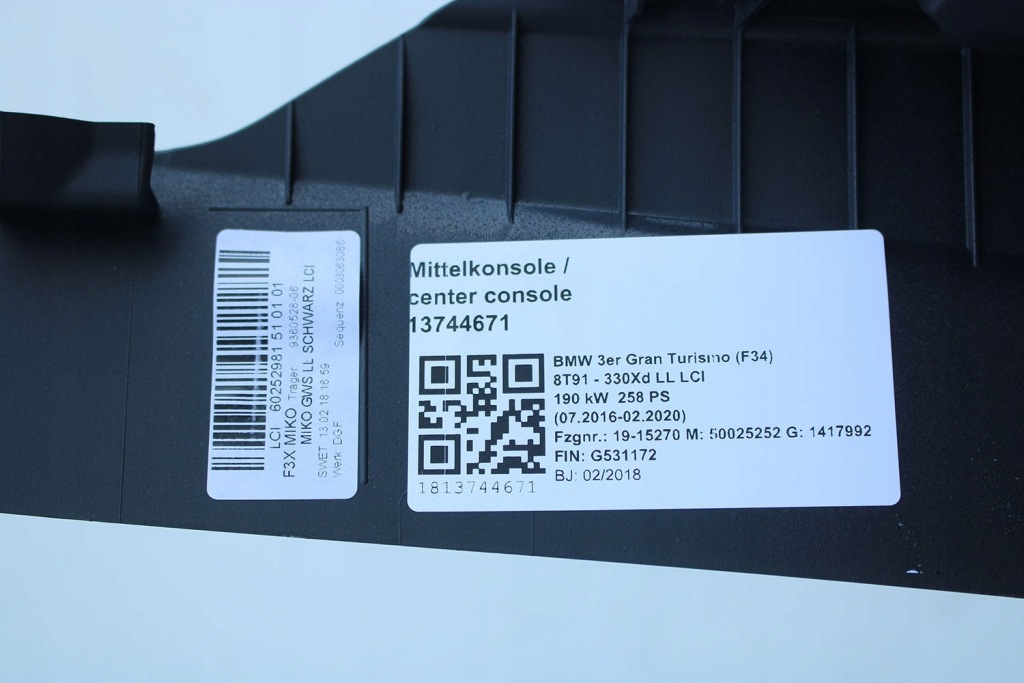 LCI 60252981 51 01 01
F3X MIKO Träger 9360528-06
MIKO GWS LL SCHWARZ LCI
SWET 13.02.18 16:59
Werk: DGF Sequenz 0003063086
Mittelkonsole /
center console
13744671
BMW 3er Gran Turismo (F34)
8T91 - 330Xd LL LCI
190 kW 258 PS
(07.2016-02.2020)
Fzgnr.: 19-15270 M: 50025252 G: 1417992
FIN: G531172
BJ: 02/2018
1813744671